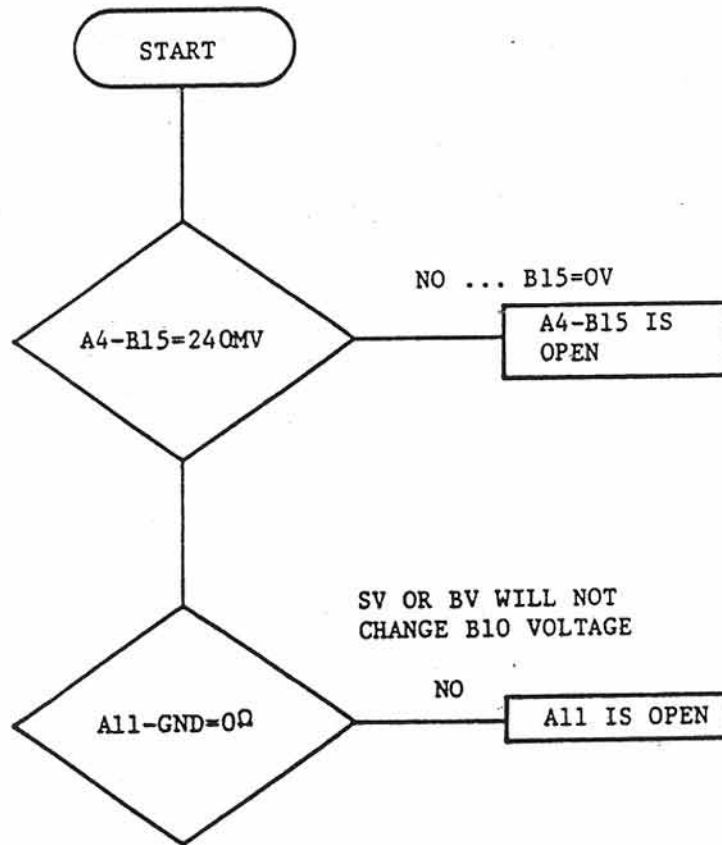 START
NO ... B15=0V
A4-B15=240MV
A4-B15 IS
OPEN
SV OR BV WILL NOT
CHANGE B10 VOLTAGE
NO
A11-GND=0Ω
A11 IS OPEN